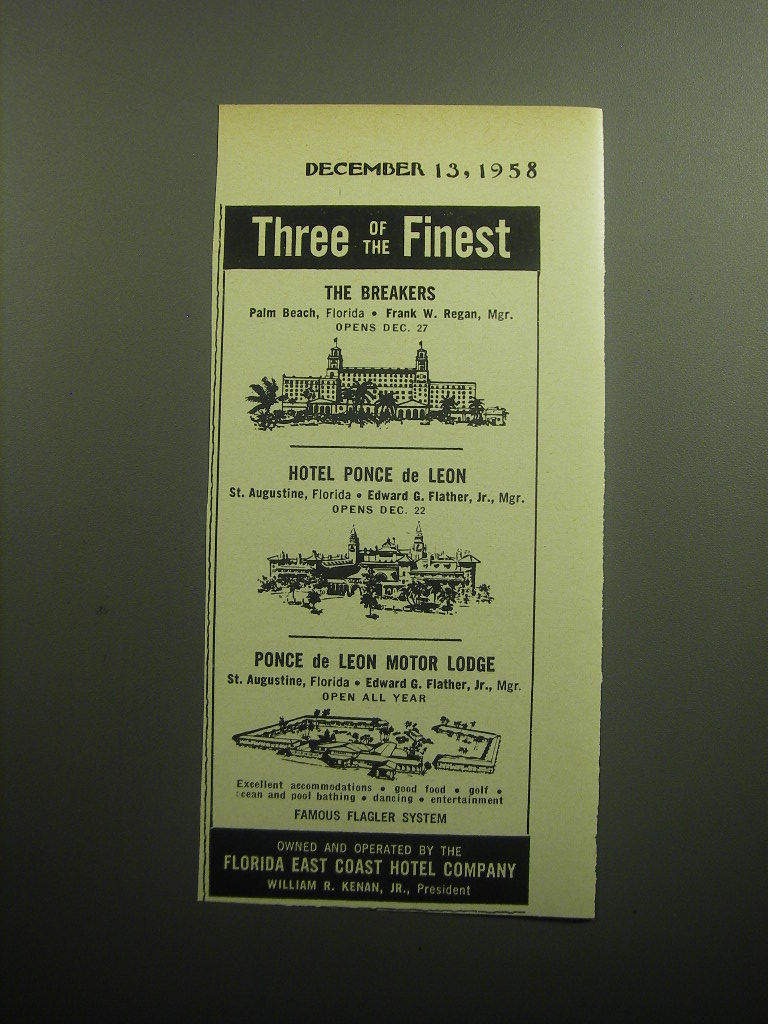 DECEMBER 13, 1958
Three OF THE Finest
THE BREAKERS
Palm Beach, Florida • Frank W. Regan, Mgr.
OPENS DEC. 27
HOTEL PONCE de LEON
St. Augustine, Florida • Edward G. Flather, Jr., Mgr.
OPENS DEC. 22
PONCE de LEON MOTOR LODGE
St. Augustine, Florida • Edward G. Flather, Jr., Mgr.
OPEN ALL YEAR
Excellent accommodations • good food • golf •
ocean and pool bathing • dancing • entertainment
FAMOUS FLAGLER SYSTEM
OWNED AND OPERATED BY THE
FLORIDA EAST COAST HOTEL COMPANY
WILLIAM R. KENAN, JR., President